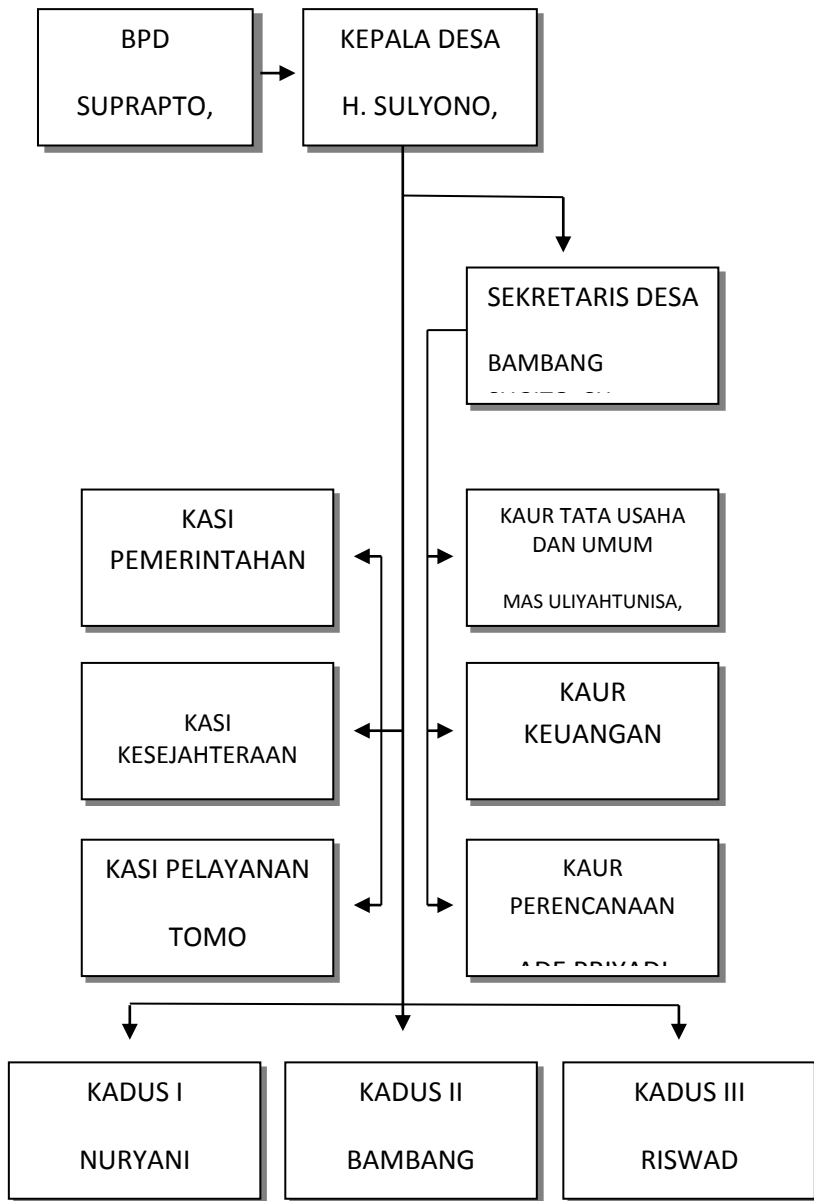 BPD
SUPRAPTO,
KEPALA DESA
H. SULYONO,
SEKRETARIS DESA
BAMBANG
KASI
PEMERINTAHAN
KAUR TATA USAHA
DAN UMUM
MAS ULIYAHTUNISA,
KASI
KESEJAHTERAAN
KAUR
KEUANGAN
KASI PELAYANAN
TOMO
KAUR
PERENCANAAN
KADUS I
NURYANI
KADUS II
BAMBANG
KADUS III
RISWAD